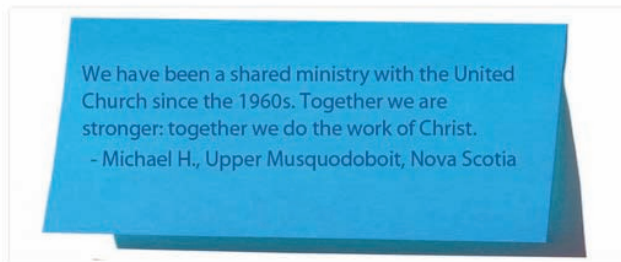 We have been a shared ministry with the United
Church since the 1960s. Together we are
stronger: together we do the work of Christ.
- Michael H., Upper Musquodoboit, Nova Scotia